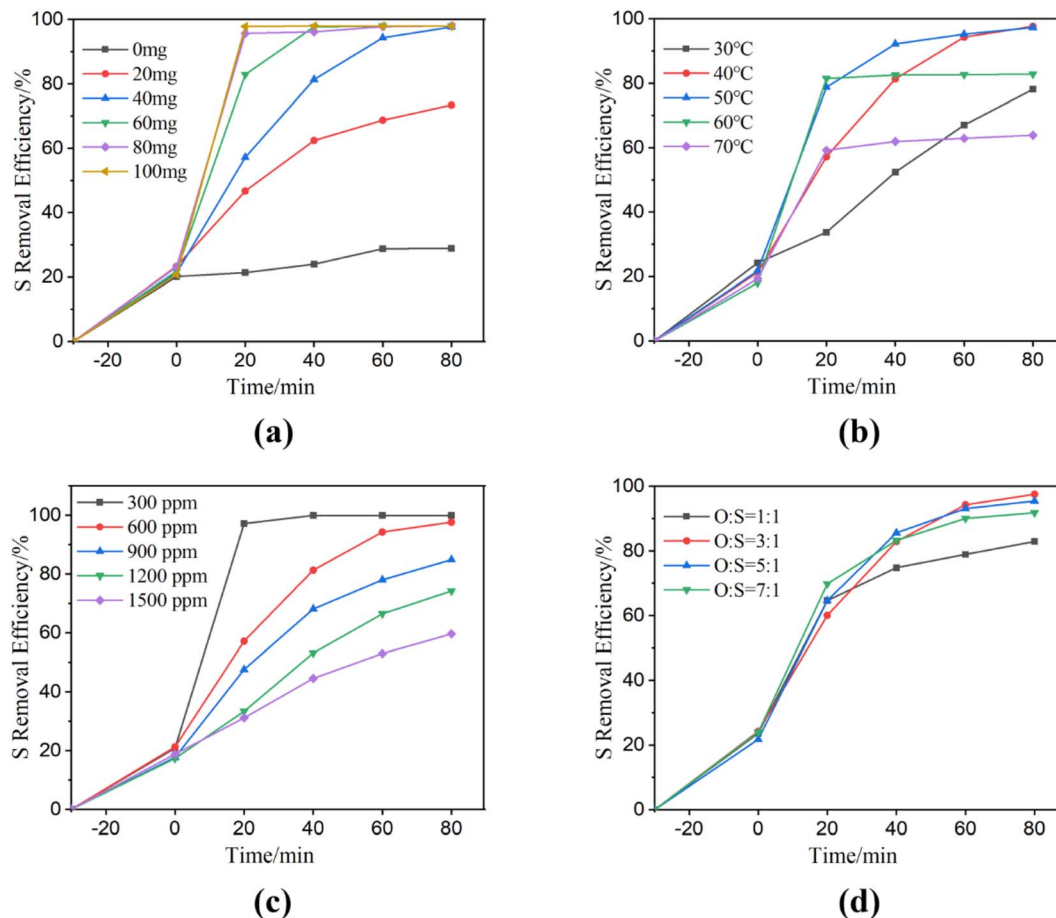 S Removal Efficiency/%
100
80
60
40
20
0
0mg
20mg
40mg
60mg
80mg
100mg
-20 0 20 40 60 80
Time/min
(a)
S Removal Efficiency/%
100
80
60
40
20
0
30°C
40°C
50°C
60°C
70°C
-20 0 20 40 60 80
Time/min
(b)
S Removal Efficiency/%
100
80
60
40
20
0
300 ppm
600 ppm
900 ppm
1200 ppm
1500 ppm
-20 0 20 40 60 80
Time/min
(c)
S Removal Efficiency/%
100
80
60
40
20
0
O:S=1:1
O:S=3:1
O:S=5:1
O:S=7:1
-20 0 20 40 60 80
Time/min
(d)